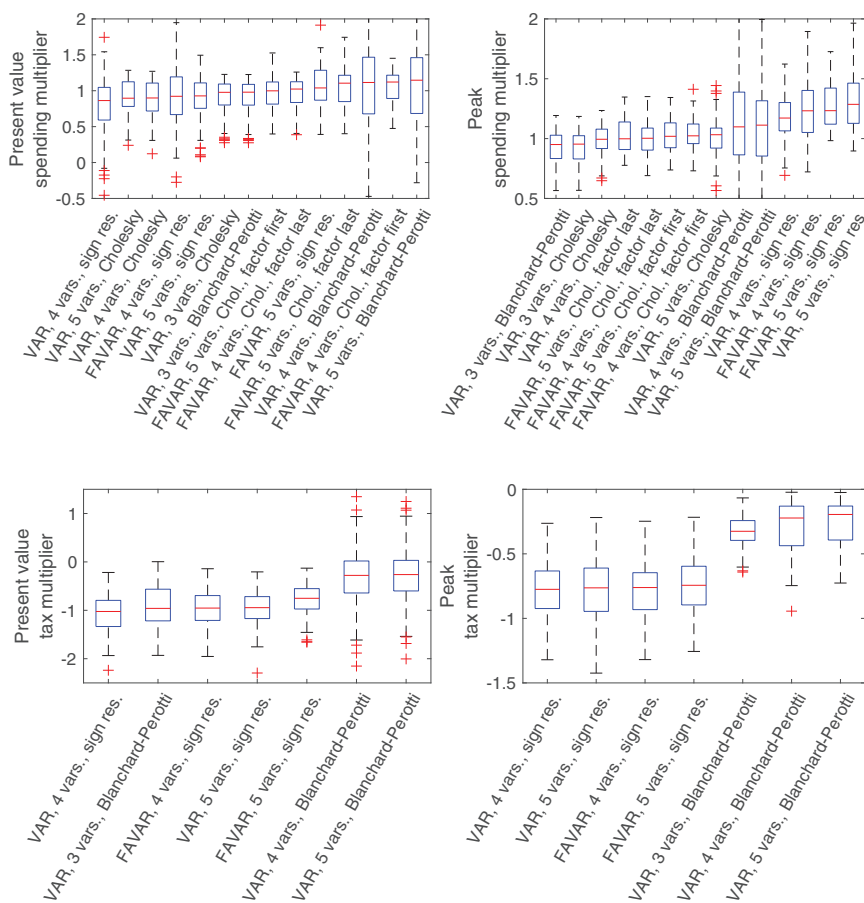 Present value
spending multiplier
2
1.5
1
0.5
0
-0.5
VAR, 4 vars., sign res.
VAR, 5 vars., Cholesky
VAR, 4 vars., Cholesky
FAVAR, 4 vars., sign res.
VAR, 5 vars., sign res.
VAR, 3 vars., Cholesky
VAR, 3 vars., Blanchard-Perotti
FAVAR, 5 vars., Chol., factor first
FAVAR, 4 vars., Chol., factor last
FAVAR, 5 vars., sign res.
FAVAR, 5 vars., Chol., factor last
VAR, 4 vars., Blanchard-Perotti
FAVAR, 4 vars., Chol., factor first
VAR, 5 vars., Blanchard-Perotti
Peak
spending multiplier
2
1.5
1
0.5
VAR, 3 vars., Blanchard-Perotti
VAR, 3 vars., Cholesky
VAR, 4 vars., Cholesky
FAVAR, 5 vars., Chol., factor last
FAVAR, 4 vars., Chol., factor last
FAVAR, 5 vars., Chol., factor first
FAVAR, 4 vars., Chol., factor first
VAR, 5 vars., Cholesky
VAR, 4 vars., Blanchard-Perotti
VAR, 5 vars., Blanchard-Perotti
VAR, 4 vars., sign res.
FAVAR, 4 vars., sign res.
FAVAR, 5 vars., sign res.
VAR, 5 vars., sign res.
Present value
tax multiplier
1
-0
-1
-2
VAR, 4 vars., sign res.
VAR, 3 vars., Blanchard-Perotti
FAVAR, 4 vars., sign res.
VAR, 5 vars., sign res.
FAVAR, 5 vars., sign res.
VAR, 4 vars., Blanchard-Perotti
VAR, 5 vars., Blanchard-Perotti
Peak
tax multiplier
-0
-0.5
-1
-1.5
VAR, 4 vars., sign res.
VAR, 5 vars., sign res.
FAVAR, 4 vars., sign res.
FAVAR, 5 vars., sign res.
VAR, 3 vars., Blanchard-Perotti
VAR, 4 vars., Blanchard-Perotti
VAR, 5 vars., Blanchard-Perotti